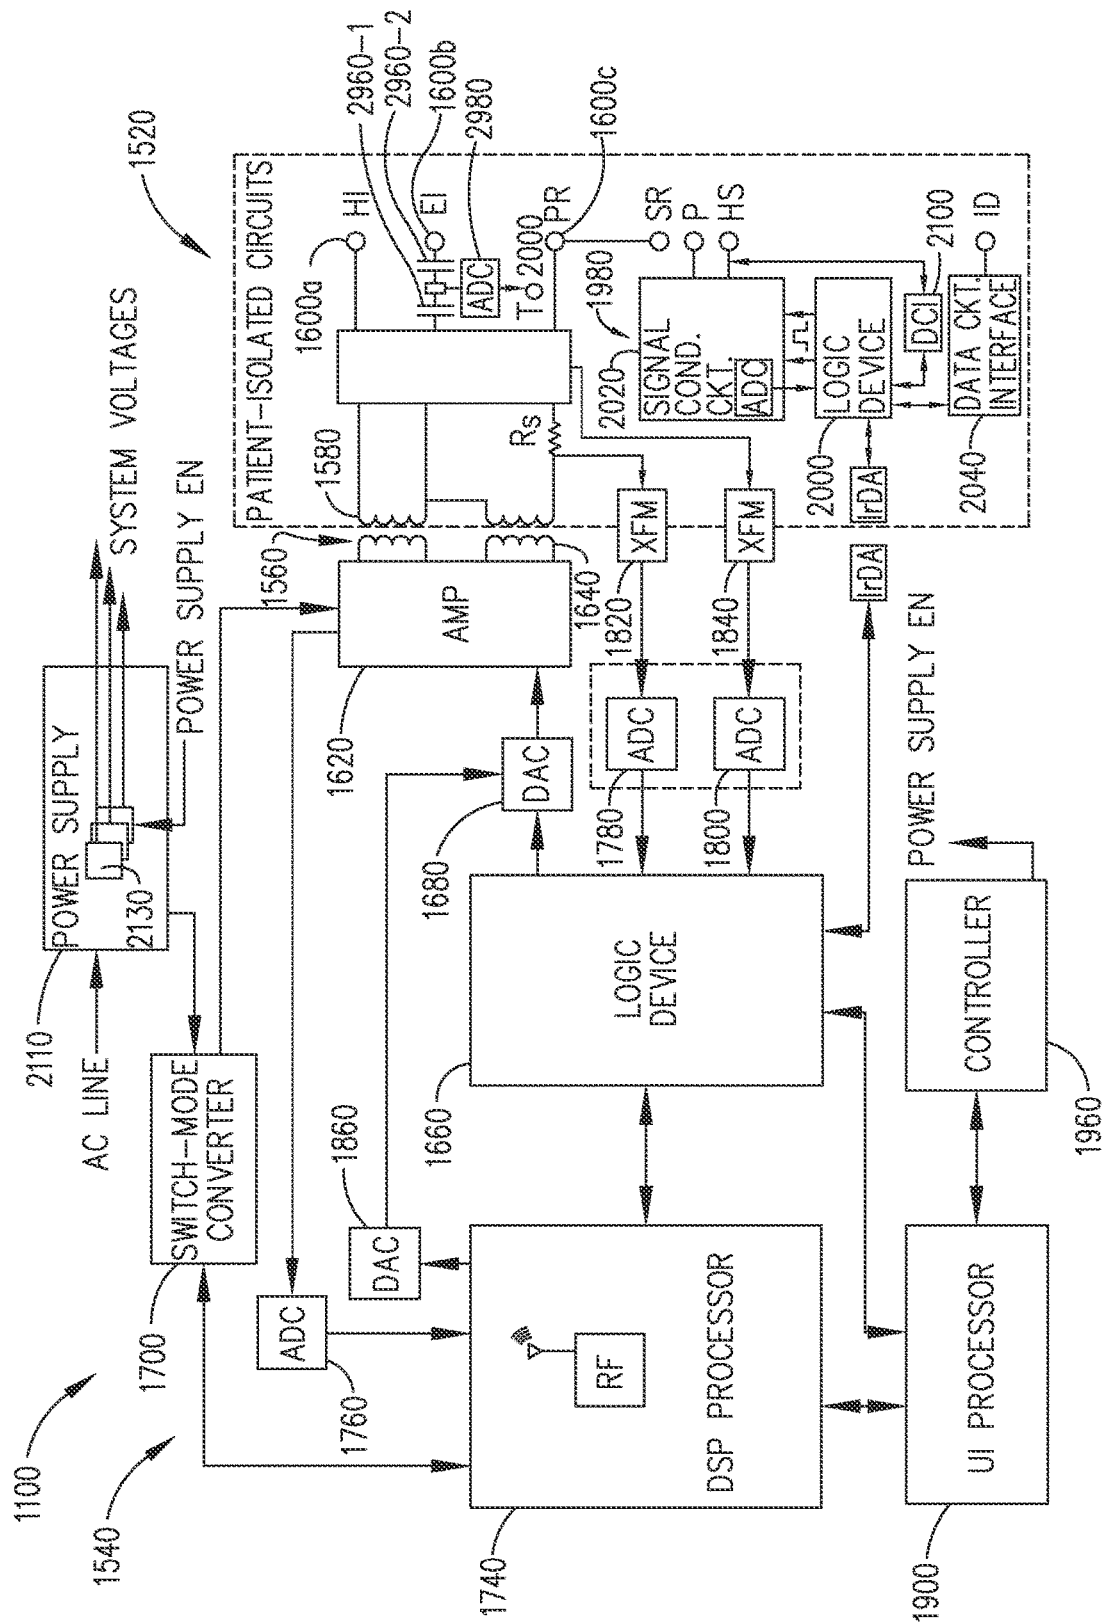 1100
1540
1520
AC LINE
2110
POWER SUPPLY
2130
SYSTEM VOLTAGES
POWER SUPPLY EN
SWITCH-MODE
CONVERTER
1700
ADC
1760
DAC
1860
1620
AMP
1560
1580
1640
DAC
1680
PATIENT-ISOLATED CIRCUITS
1600a
HI
2960-1
2960-2
1600b
EI
2980
ADC
TO 2000
PR
1600c
RS
1820
XFM
1840
XFM
1780
ADC
1800
ADC
1660
LOGIC
DEVICE
1740
DSP PROCESSOR
RF
1980
2020
SIGNAL
COND.
CKT.
ADC
SR
P
HS
2000
LOGIC
DEVICE
2100
DCI
2040
DATA CKT.
INTERFACE
ID
IrDA
IrDA
1900
UI PROCESSOR
CONTROLLER
1960
POWER SUPPLY EN